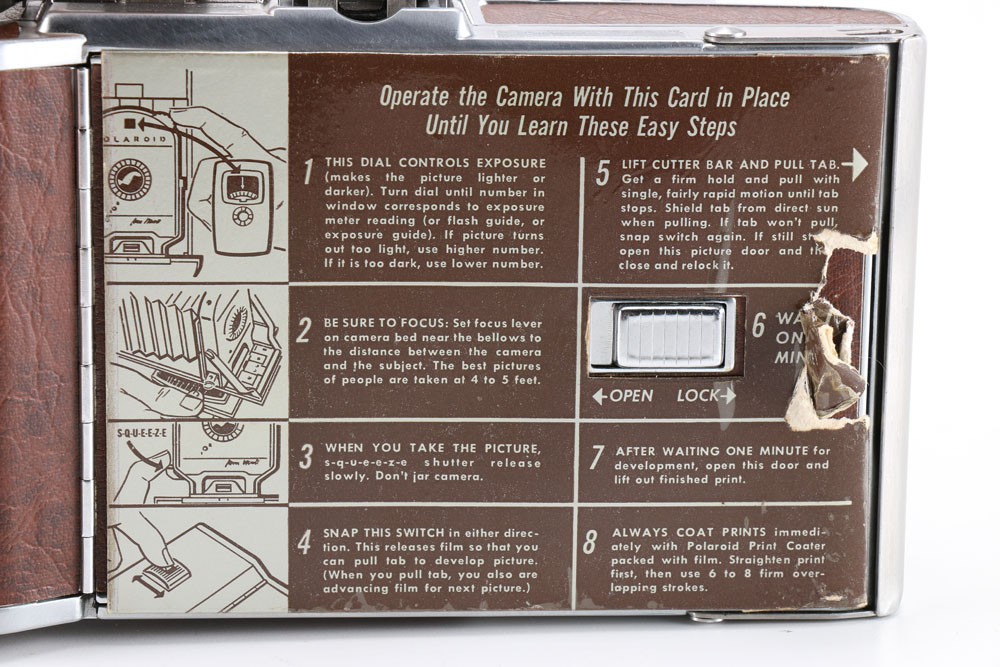 Operate the Camera With This Card in Place
Until You Learn These Easy Steps
OLAROID
1 THIS DIAL CONTROLS EXPOSURE
(makes the picture lighter or
darker). Turn dial until number in
window corresponds to exposure
meter reading (or flash guide, or
exposure guide). If picture turns
out too light, use higher number.
If it is too dark, use lower number.
2 BE SURE TO FOCUS: Set focus lever
on camera bed near the bellows to
the distance between the camera
and the subject. The best pictures
of people are taken at 4 to 5 feet.
S-Q-U-E-E-Z-E
3 WHEN YOU TAKE THE PICTURE,
s-q-u-e-e-z-e shutter release
slowly. Don't jar camera.
4 SNAP THIS SWITCH in either direc-
tion. This releases film so that you
can pull tab to develop picture.
(When you pull tab, you also are
advancing film for next picture.)
5 LIFT CUTTER BAR AND PULL TAB.
Get a firm hold and pull with
single, fairly rapid motion until tab
stops. Shield tab from direct sun
when pulling. If tab won't pull,
snap switch again. If still st
open this picture door and th
close and relock it.
6 WA
ON
MIN
OPEN LOCK
7 AFTER WAITING ONE MINUTE for
development, open this door and
lift out finished print.
8 ALWAYS COAT PRINTS immedi-
ately with Polaroid Print Coater
packed with film. Straighten print
first, then use 6 to 8 firm over-
lapping strokes.